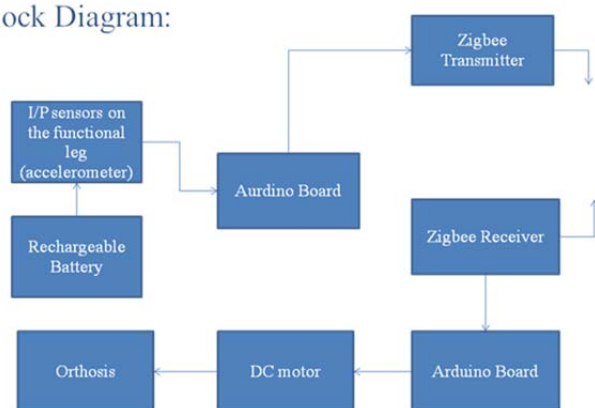 ock Diagram:
Zigbee
Transmitter
I/P sensors on
the functional
leg
(accelerometer)
Aurdino Board
Rechargeable
Battery
Zigbee Receiver
Orthosis
DC motor
Arduino Board